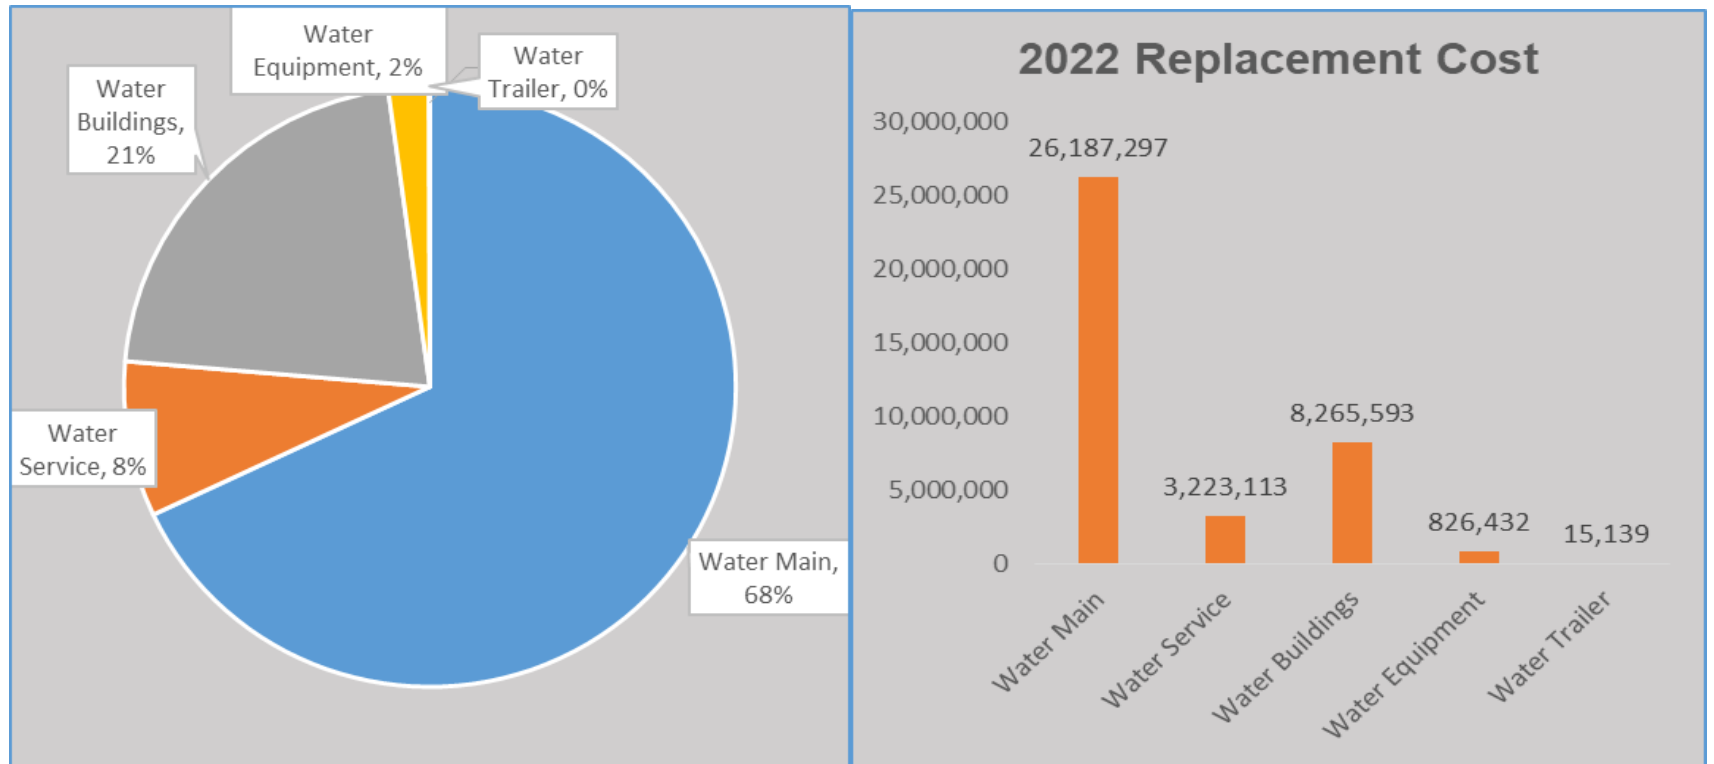 Water
Equipment, 2%
Water
Trailer, 0%
Water
Buildings,
21%
Water
Service, 8%
Water Main,
68%
2022 Replacement Cost
30,000,000
25,000,000
20,000,000
15,000,000
10,000,000
5,000,000
0
26,187,297
3,223,113
8,265,593
826,432
15,139
Water Main
Water Service
Water Buildings
Water Equipment
Water Trailer